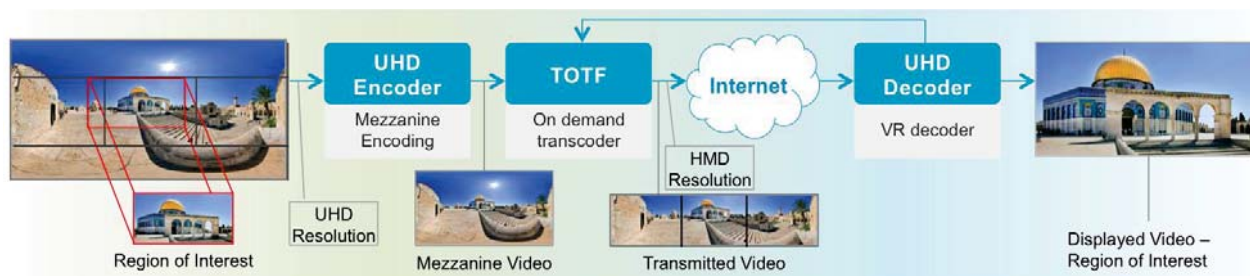 UHD
Encoder
Mezzanine
Encoding
TOTF
On demand
transcoder
Internet
UHD
Decoder
VR decoder
UHD
Resolution
HMD
Resolution
Region of Interest
Mezzanine Video
Transmitted Video
Displayed Video –
Region of Interest